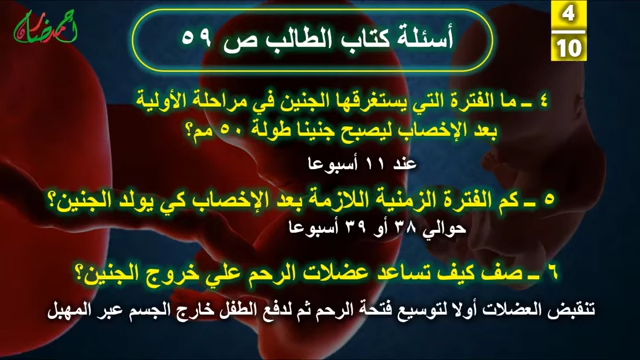 أحمد رضا
4
10
أسئلة كتاب الطالب ص ٥٩
٤ ـ ما الفترة التي يستغرقها الجنين في مراحلة الأولية
بعد الإخصاب ليصبح جنينا طولة ٥٠ مم؟
عند ١١ أسبوعا
٥ ـ كم الفترة الزمنية اللازمة بعد الإخصاب كي يولد الجنين؟
حوالي ٣٨ أو ٣٩ أسبوعا
٦ ـ صف كيف تساعد عضلات الرحم علي خروج الجنين؟
تنقبض العضلات أولا لتوسيع فتحة الرحم ثم لدفع الطفل خارج الجسم عبر المهبل